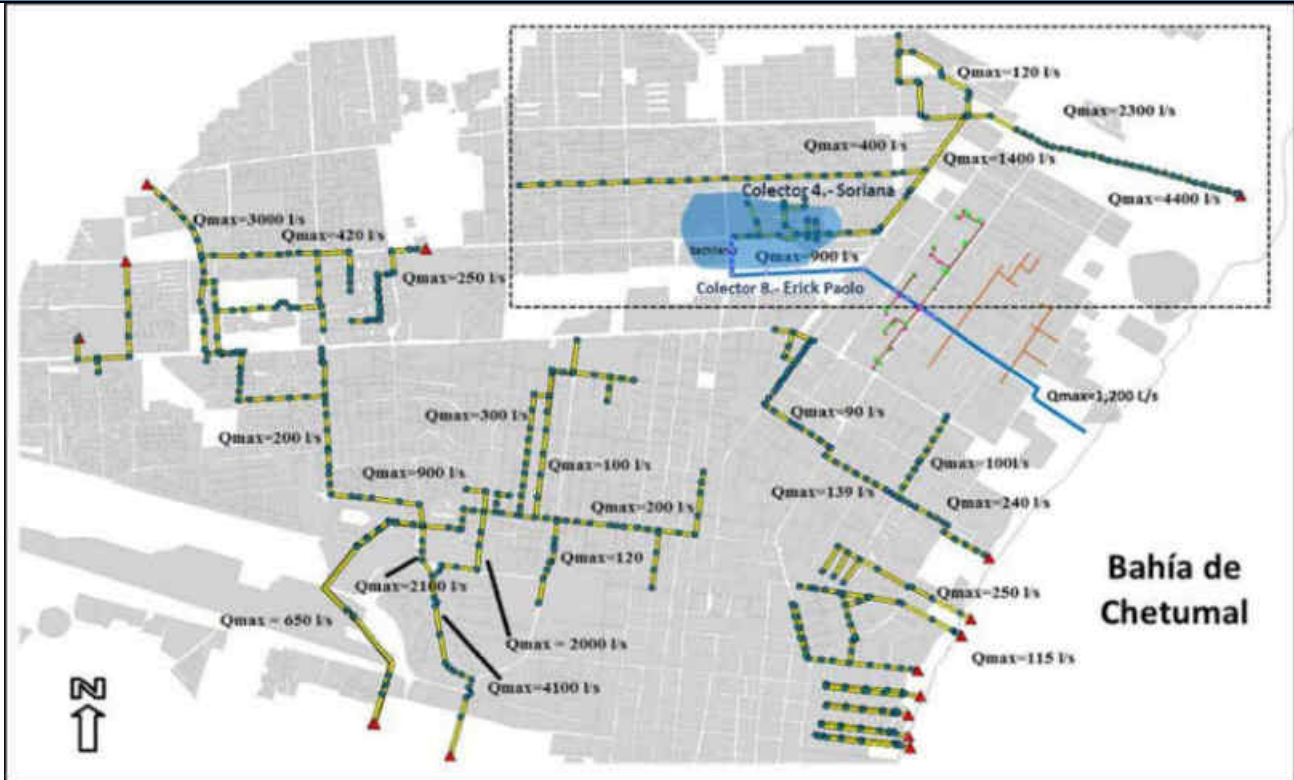 Qmax=120 l/s
Qmax=2300 l/s
Qmax=400 l/s
Qmax=1400 l/s
Colector 4.- Soriana
Qmax=4400 l/s
Qmax=3000 l/s
Qmax=420 l/s
Qmax=250 l/s
Qmax=900 l/s
Colector 8.- Erick Paolo
Qmax=1,200 L/s
Qmax=300 l/s
Qmax=90 l/s
Qmax=200 l/s
Qmax=900 l/s
Qmax=100 l/s
Qmax=100l/s
Qmax=139 l/s
Qmax=240 l/s
Qmax=200 l/s
Qmax=120
Bahía de
Chetumal
Qmax=2100 l/s
Qmax=250 l/s
Qmax = 650 l/s
Qmax = 2000 l/s
Qmax=115 l/s
Qmax=4100 l/s
N